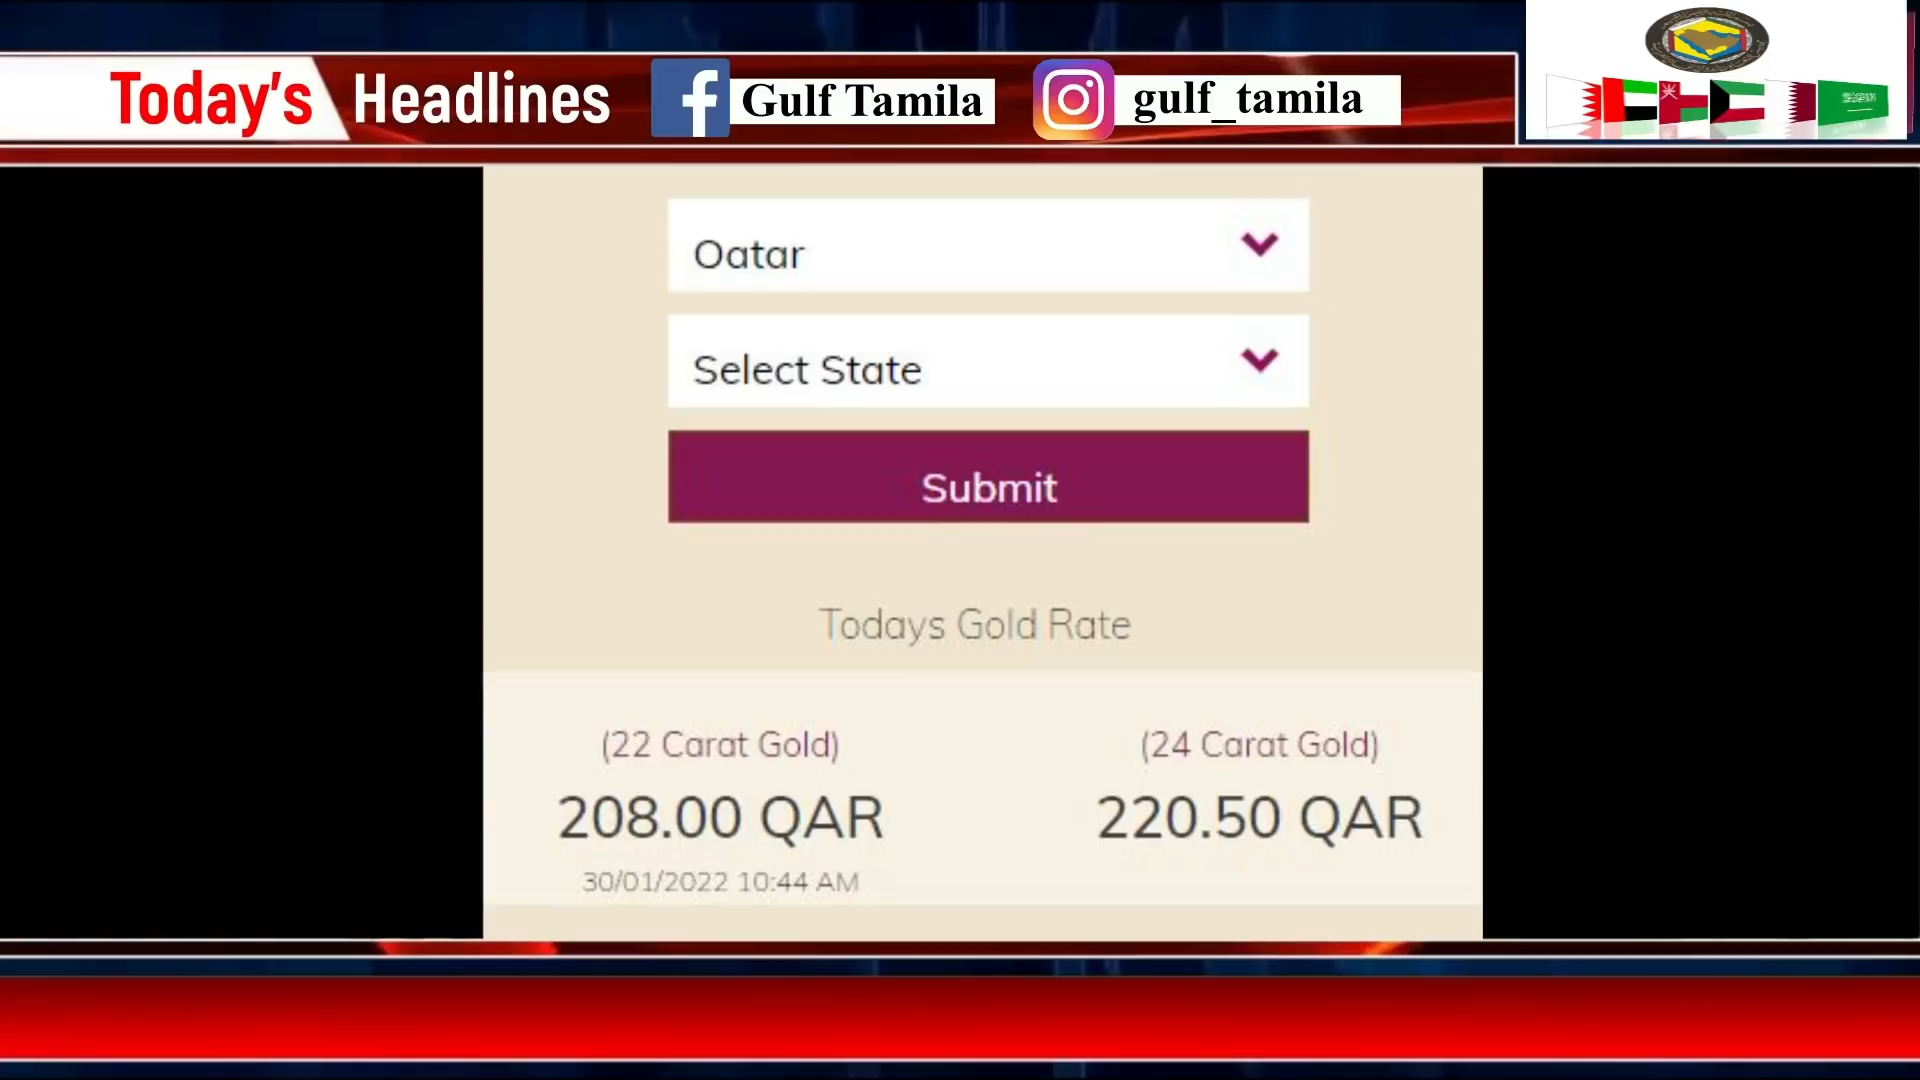 Today's Headlines Gulf Tamila gulf_tamila
Qatar
Select State
Submit
Todays Gold Rate
(22 Carat Gold) (24 Carat Gold)
208.00 QAR 220.50 QAR
30/01/2022 10:44 AM